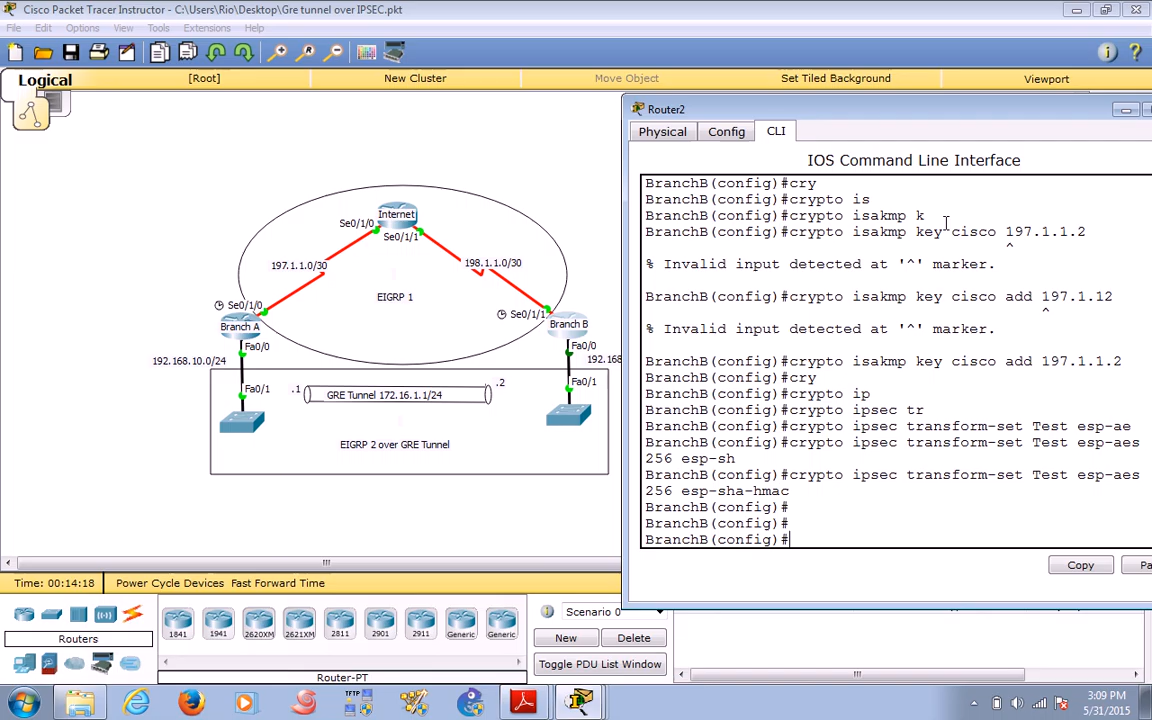 Cisco Packet Tracer Instructor - C:\Users\Rio\Desktop\Gre tunnel over IPSEC.pkt
File Edit Options View Tools Extensions Help
Logical
[Root]
New Cluster
Move Object
Set Tiled Background
Viewport
Internet
Se0/1/0
Se0/1/1
197.1.1.0/30
198.1.1.0/30
EIGRP 1
Se0/1/0
Branch A
Fa0/0
192.168.10.0/24
Fa0/1
Se0/1/1
Branch B
Fa0/0
192.168
Fa0/1
.1
GRE Tunnel 172.16.1.1/24
.2
EIGRP 2 over GRE Tunnel
Router2
Physical
Config
CLI
IOS Command Line Interface
BranchB(config)#cry
BranchB(config)#crypto is
BranchB(config)#crypto isakmp k
BranchB(config)#crypto isakmp key cisco 197.1.1.2
^
% Invalid input detected at '^' marker.
BranchB(config)#crypto isakmp key cisco add 197.1.12
^
% Invalid input detected at '^' marker.
BranchB(config)#crypto isakmp key cisco add 197.1.1.2
BranchB(config)#cry
BranchB(config)#crypto ip
BranchB(config)#crypto ipsec tr
BranchB(config)#crypto ipsec transform-set Test esp-ae
BranchB(config)#crypto ipsec transform-set Test esp-aes
256 esp-sh
BranchB(config)#crypto ipsec transform-set Test esp-aes
256 esp-sha-hmac
BranchB(config)#
BranchB(config)#
BranchB(config)#
Copy
Pa
Time: 00:14:18
Power Cycle Devices Fast Forward Time
Routers
1841
1941
2620XM
2621XM
2811
2901
2911
Generic
Generic
Router-PT
Scenario 0
New
Delete
Toggle PDU List Window
TFTP
3:09 PM
5/31/2015